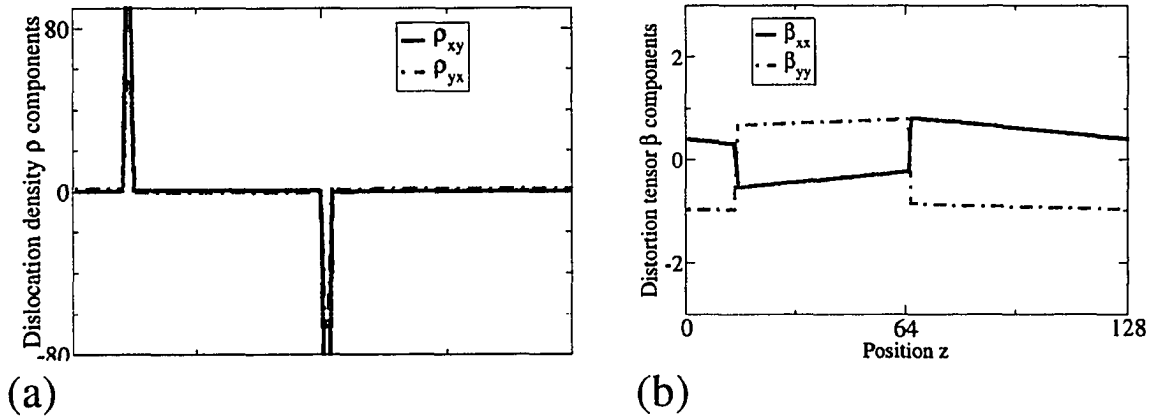 80
0
-80
Dislocation density ρ components
ρxy
ρyx
(a)
2
0
-2
Distortion tensor β components
βxx
βyy
0
64
128
Position z
(b)